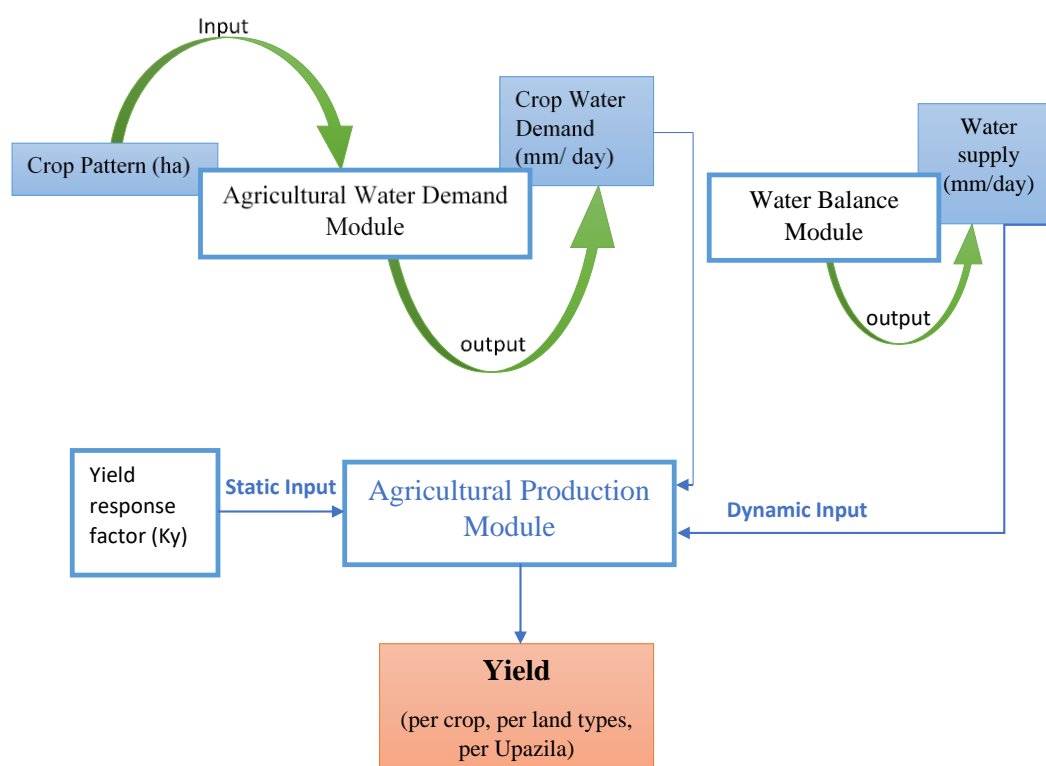 Input
Crop Pattern (ha)
Agricultural Water Demand
Module
Crop Water
Demand
(mm/ day)
output
Water
supply
(mm/day)
Water Balance
Module
output
Yield
response
factor (Ky)
Static Input
Agricultural Production
Module
Dynamic Input
Yield
(per crop, per land types,
per Upazila)